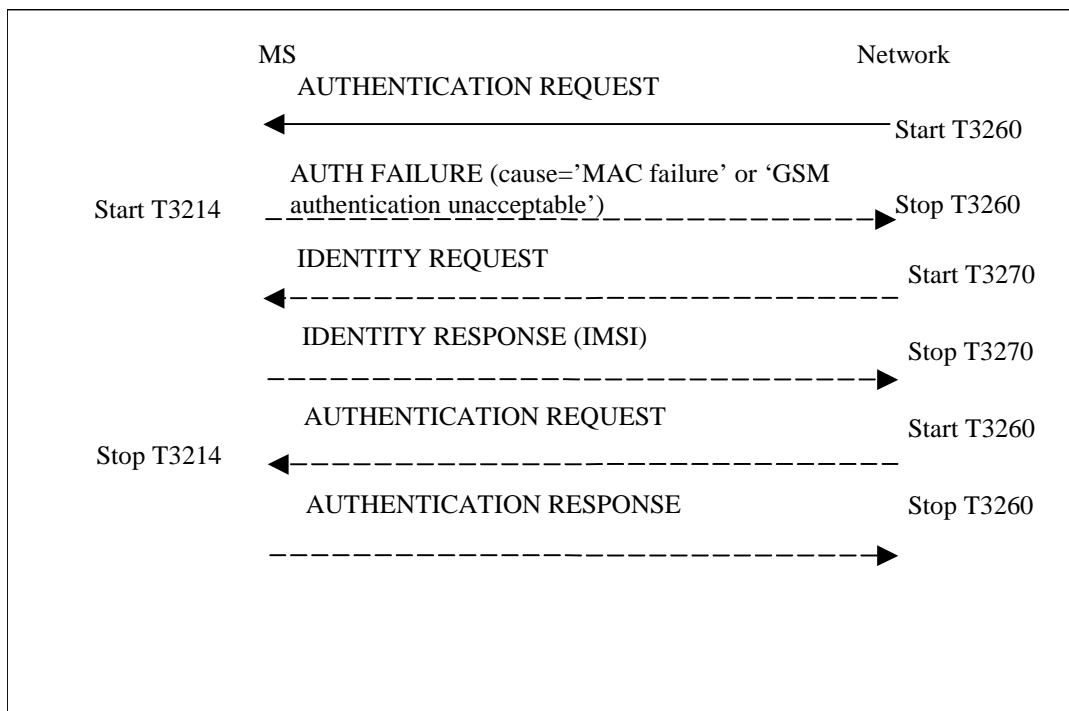 MS Network
AUTHENTICATION REQUEST
Start T3260
AUTH FAILURE (cause=’MAC failure’ or ‘GSM
authentication unacceptable’)
Start T3214
Stop T3260
IDENTITY REQUEST
Start T3270
IDENTITY RESPONSE (IMSI)
Stop T3270
AUTHENTICATION REQUEST
Start T3260
Stop T3214
AUTHENTICATION RESPONSE
Stop T3260